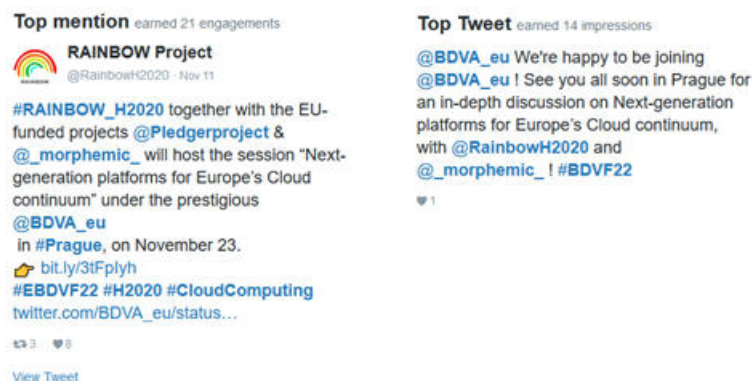 Top mention earned 21 engagements
RAINBOW Project
@RainbowH2020 · Nov 11
#RAINBOW_H2020 together with the EU-
funded projects @Pledgerproject &
@_morphemic_ will host the session “Next-
generation platforms for Europe’s Cloud
continuum” under the prestigious
@BDVA_eu
in #Prague, on November 23.
👉 bit.ly/3tFpIyh
#EBDVF22 #H2020 #CloudComputing
twitter.com/BDVA_eu/status…
3 8
View Tweet
Top Tweet earned 14 impressions
@BDVA_eu We're happy to be joining
@BDVA_eu ! See you all soon in Prague for
an in-depth discussion on Next-generation
platforms for Europe’s Cloud continuum,
with @RainbowH2020 and
@_morphemic_ ! #BDVF22
1